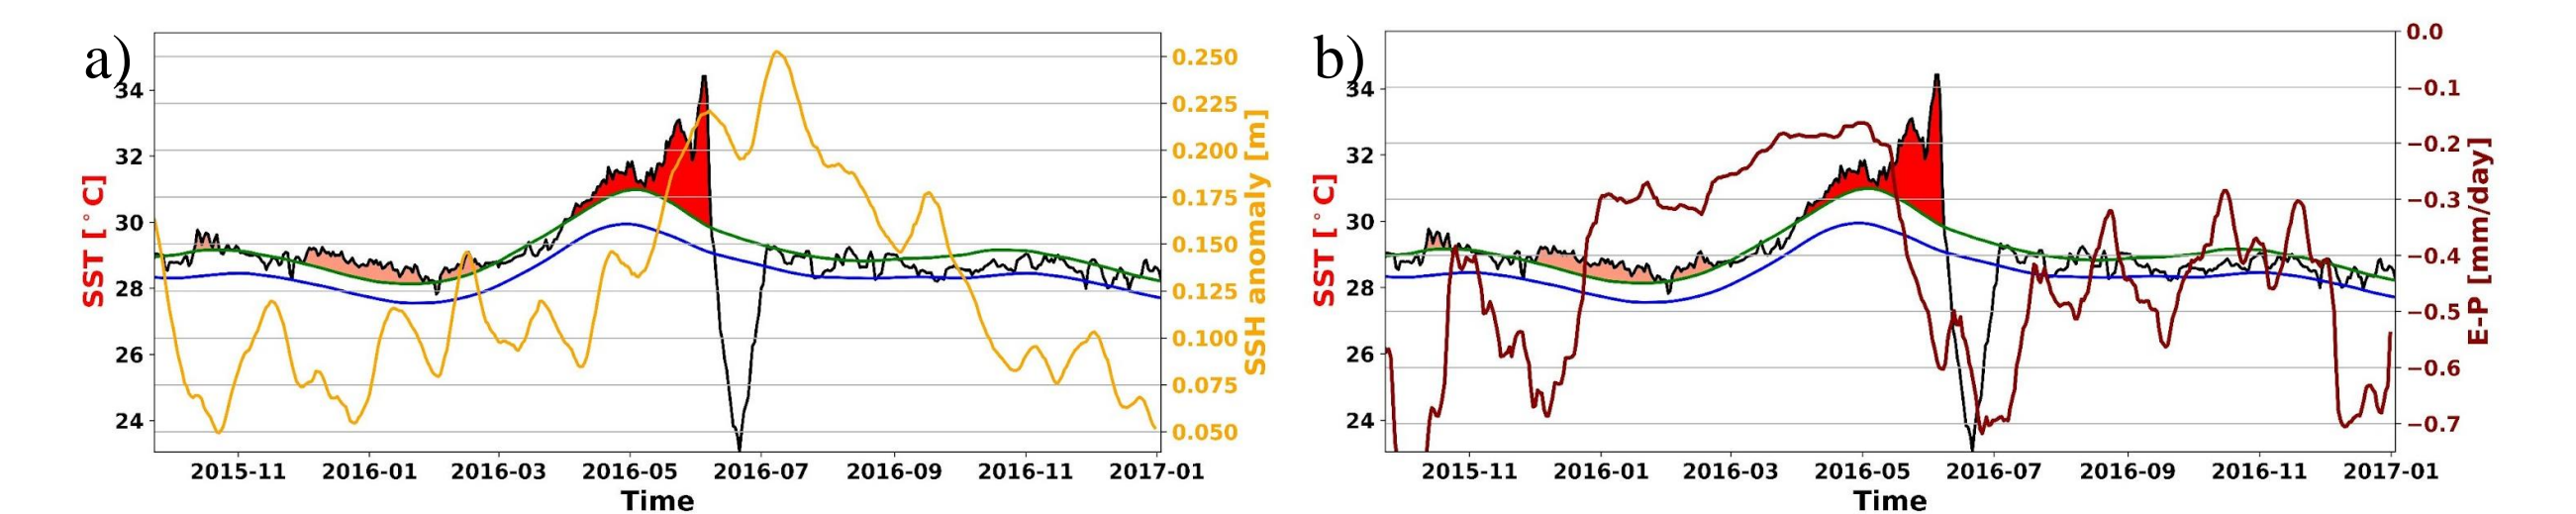 a)
34
32
30
28
26
24
SST [°C]
0.250
0.225
0.200
0.175
0.150
0.125
0.100
0.075
0.050
SSH anomaly [m]
2015-11 2016-01 2016-03 2016-05 2016-07 2016-09 2016-11 2017-01
Time
b)
34
32
30
28
26
24
SST [°C]
0.0
−0.1
−0.2
−0.3
−0.4
−0.5
−0.6
−0.7
E-P [mm/day]
2015-11 2016-01 2016-03 2016-05 2016-07 2016-09 2016-11 2017-01
Time